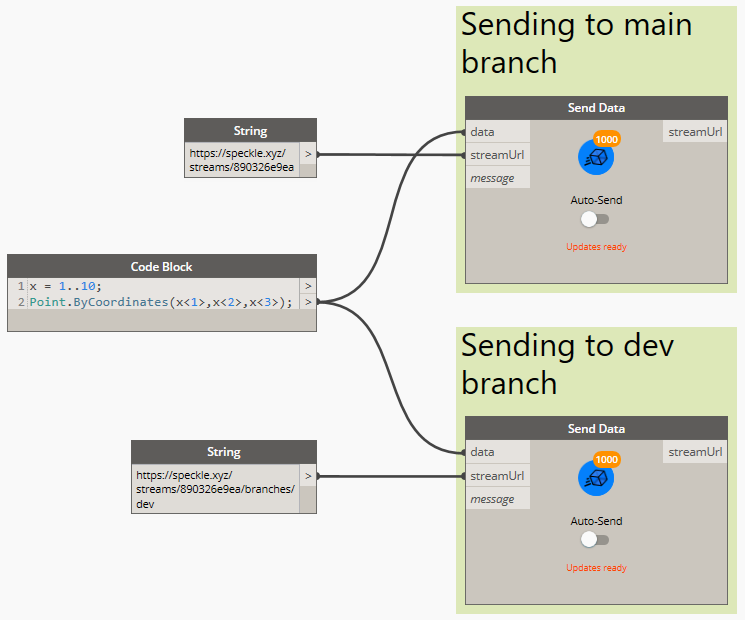 Sending to main
branch
Send Data
data
streamUrl
1000
streamUrl
message
Auto-Send
Updates ready
String
https://speckle.xyz/
streams/890326e9ea
>
Code Block
1 x = 1..10; >
2 Point.ByCoordinates(x<1>,x<2>,x<3>); >
Sending to dev
branch
Send Data
data
streamUrl
1000
streamUrl
message
Auto-Send
Updates ready
String
https://speckle.xyz/
streams/890326e9ea/branches/
dev
>